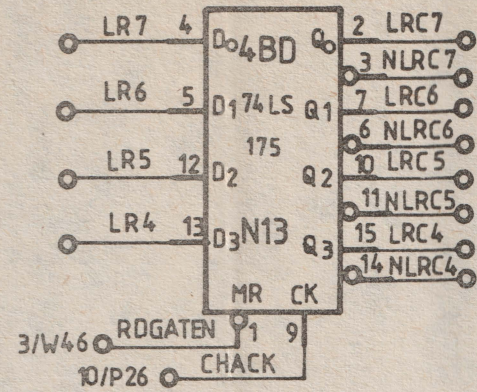 LR7 4 D0 4BD Q0 2 LRC7
3 NLRC7
LR6 5 D1 74LS Q1 7 LRC6
175 6 NLRC6
LR5 12 D2 Q2 10 LRC5
11 NLRC5
LR4 13 D3 N13 Q3 15 LRC4
14 NLRC4
MR CK
3/W46 RDGATEN 1 9
10/P26 CHACK